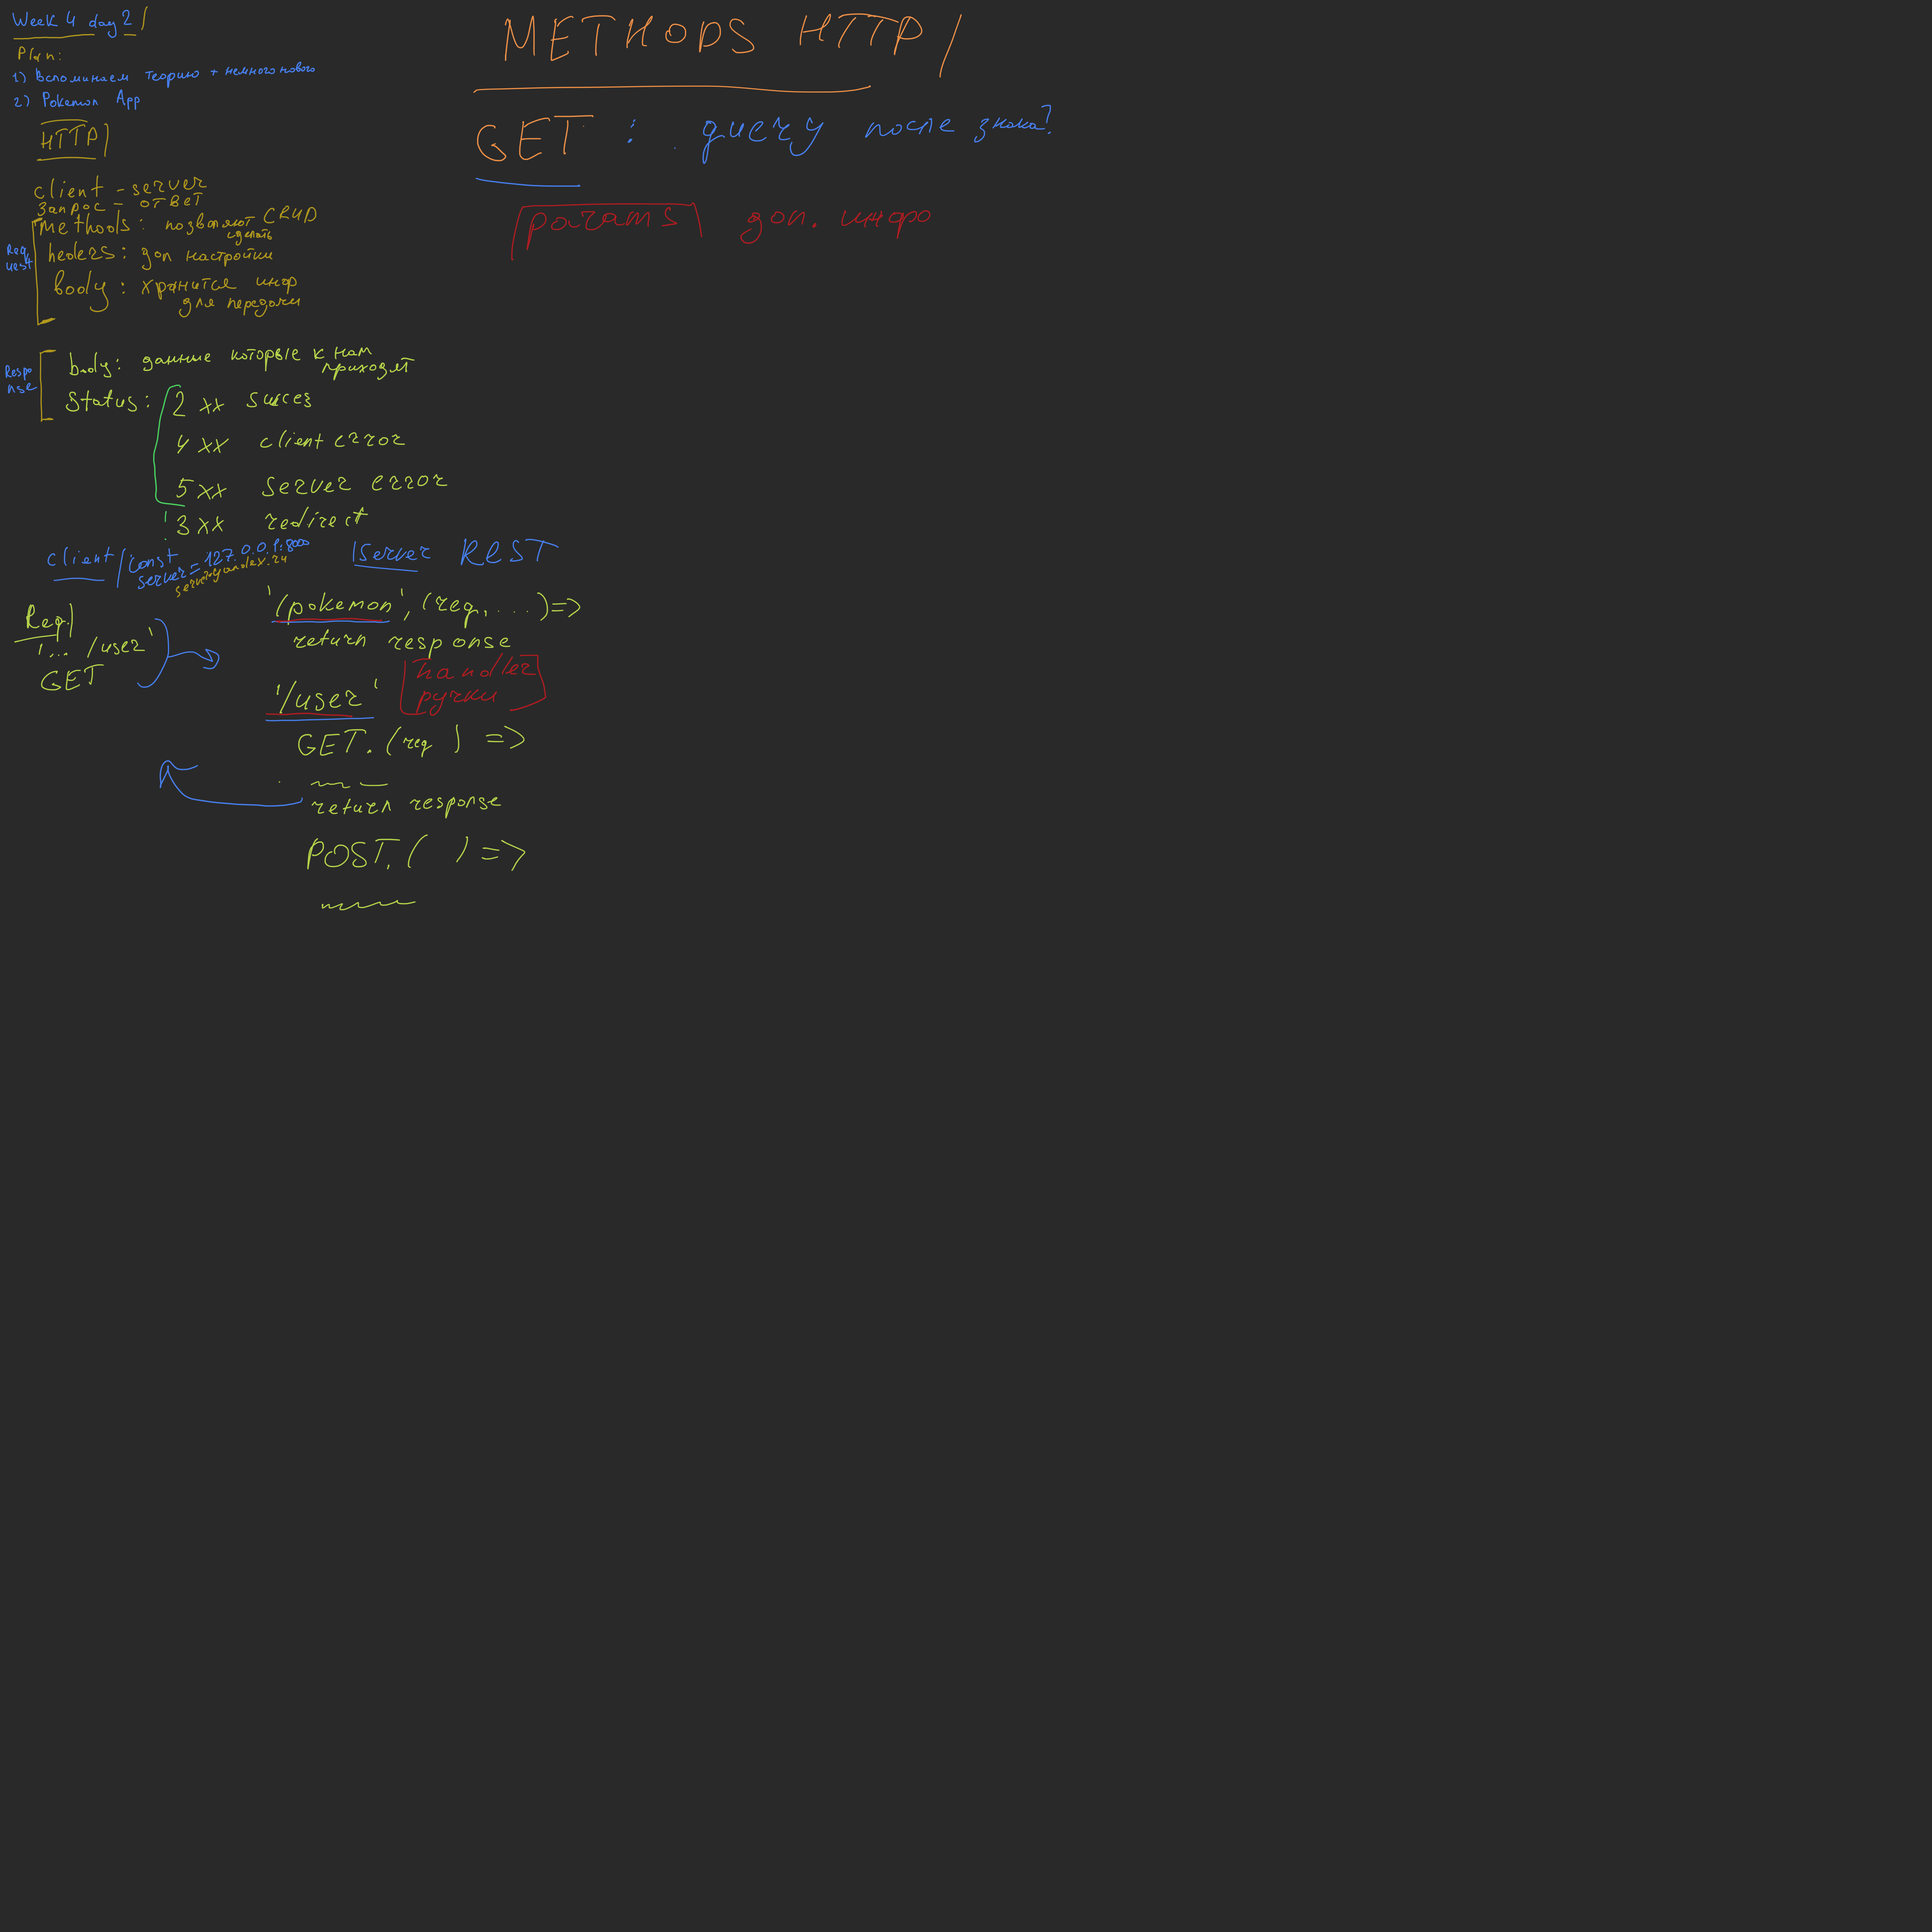 Week 4 day 2
Plan:
1) Вспоминаем теорию + немного нового
2) Pokemon App
HTTP
client - server
запрос - ответ
Request
Methods: позволяют сделать CRUD
heders: доп настройки
body: хранится инф
для передачи
Response
body: данные которые к нам
приходят
Status: 2xx succes
4xx client error
5xx server error
! 3xx redirect
client / const
server = 127.0.0.1:8000
server=yandex.ru
Server REST
Req.
'... /user'
GET
'/pokemon', (req, ...) =>
return response
handler
ручки
'/user'
GET. (req ) =>
return response
POST. ( ) =>
METHODS HTTP
GET : query после знака?
params доп. инфо